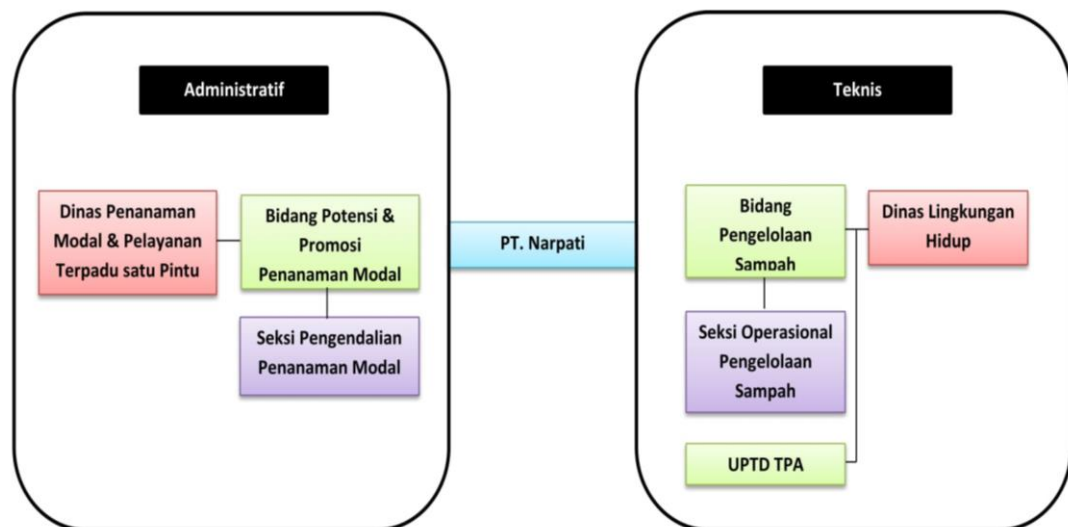 Administratif
Dinas Penanaman
Modal & Pelayanan
Terpadu satu Pintu
Bidang Potensi &
Promosi
Penanaman Modal
Seksi Pengendalian
Penanaman Modal
PT. Narpati
Teknis
Bidang
Pengelolaan
Sampah
Dinas Lingkungan
Hidup
Seksi Operasional
Pengelolaan
Sampah
UPTD TPA